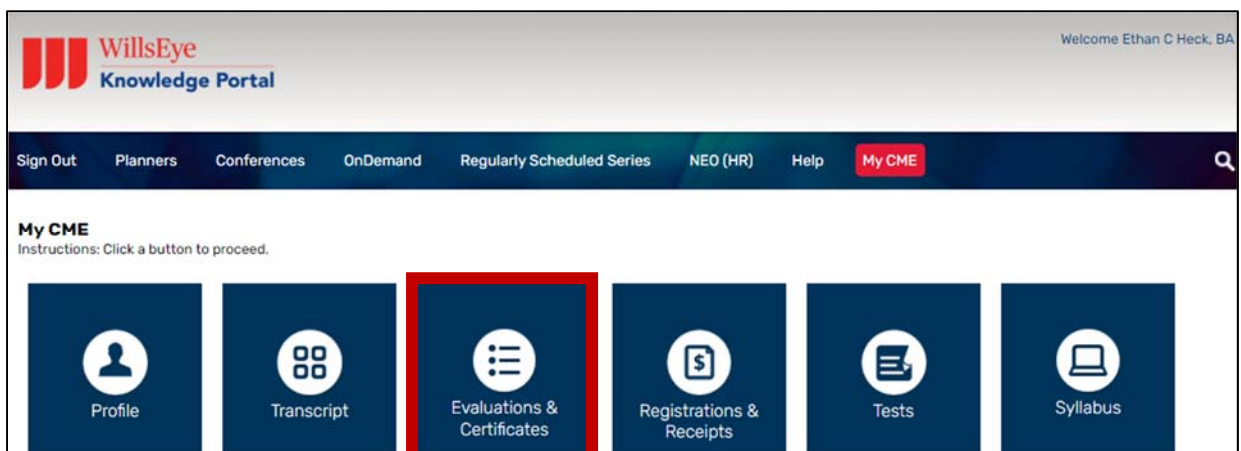 WillsEye
Knowledge Portal
Welcome Ethan C Heck, BA
Sign Out Planners Conferences OnDemand Regularly Scheduled Series NEO (HR) Help My CME
My CME
Instructions: Click a button to proceed.
$
Profile Transcript Evaluations & Certificates Registrations & Receipts Tests Syllabus